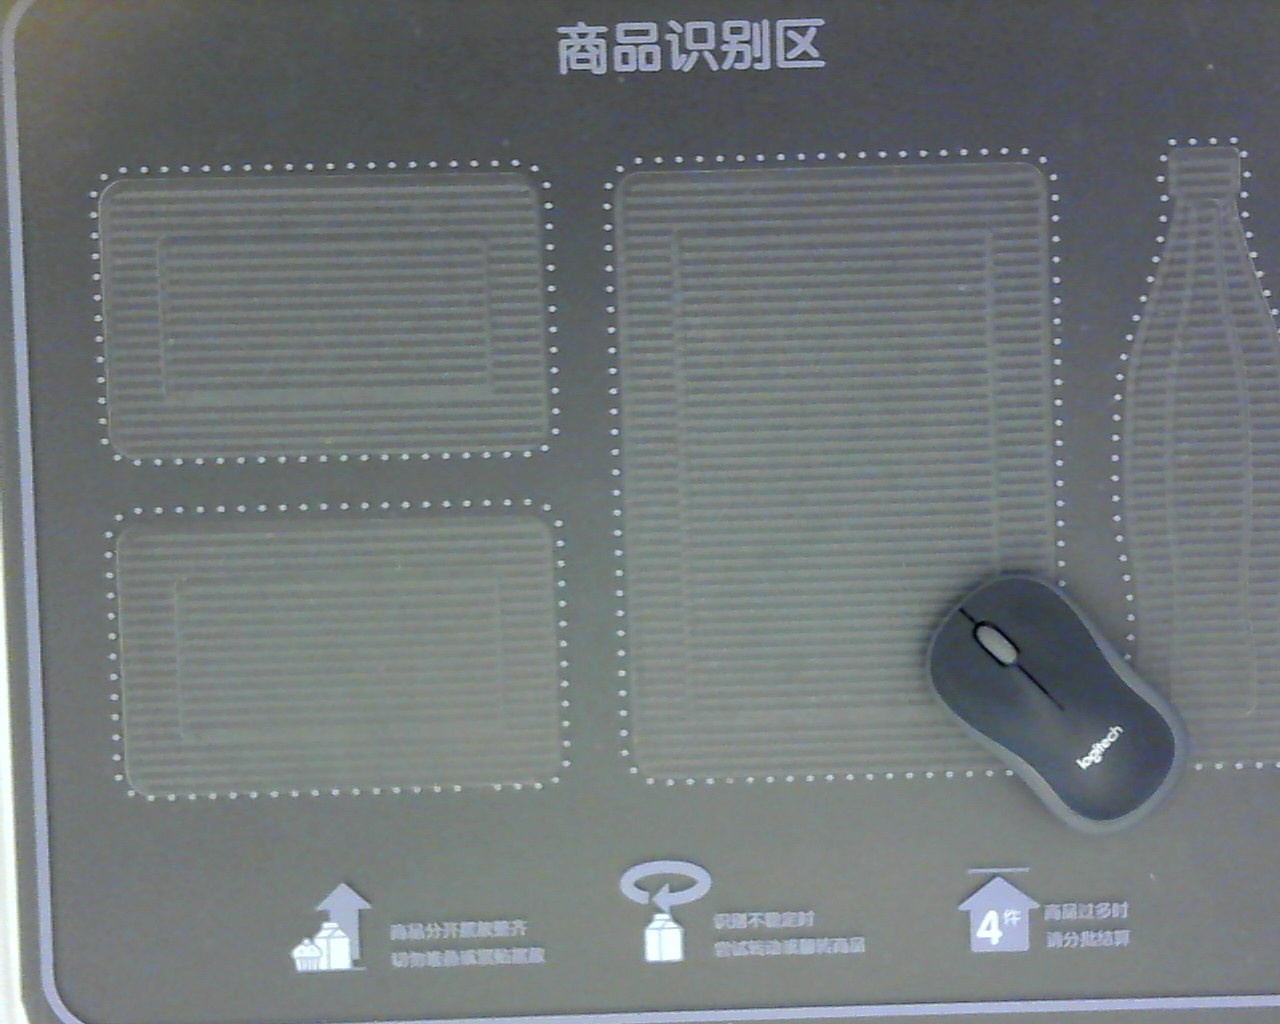 商品识别区
logitech
商品分开摆放整齐
识别不稳定时
尝试转动或翻转商品
4件
商品过多时
请分批结算